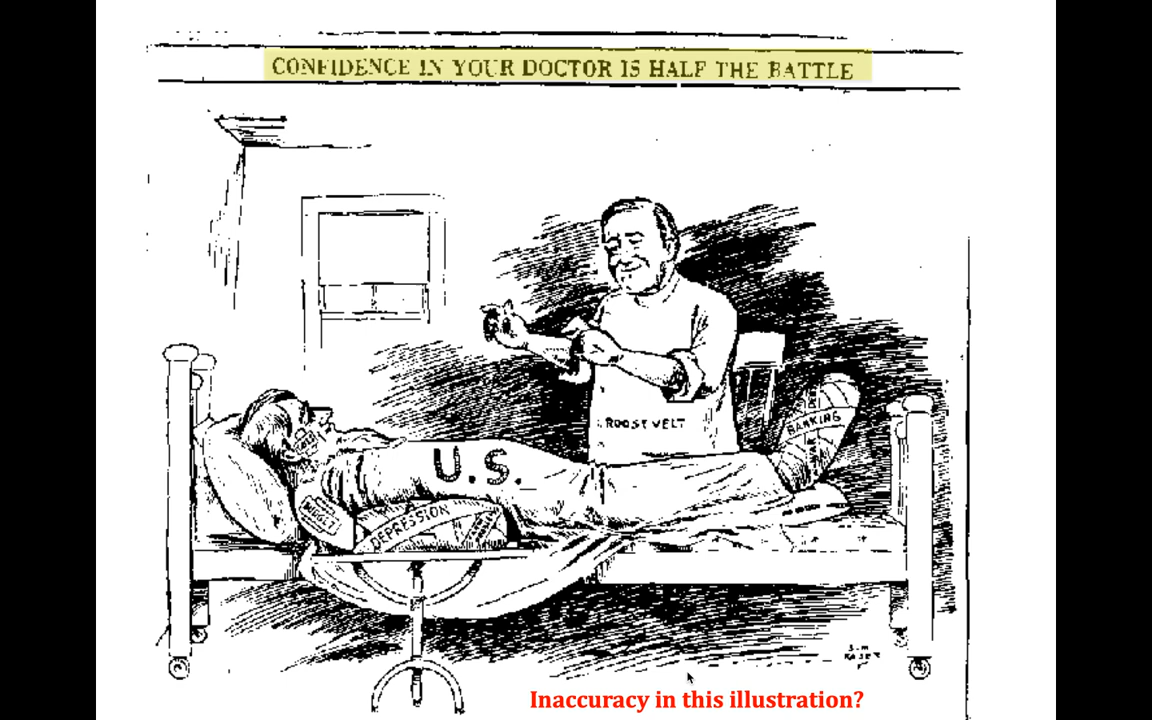 CONFIDENCE IN YOUR DOCTOR IS HALF THE BATTLE
ROOSEVELT
BANKING
U.S.
BUDGET
DEPRESSION
Inaccuracy in this illustration?